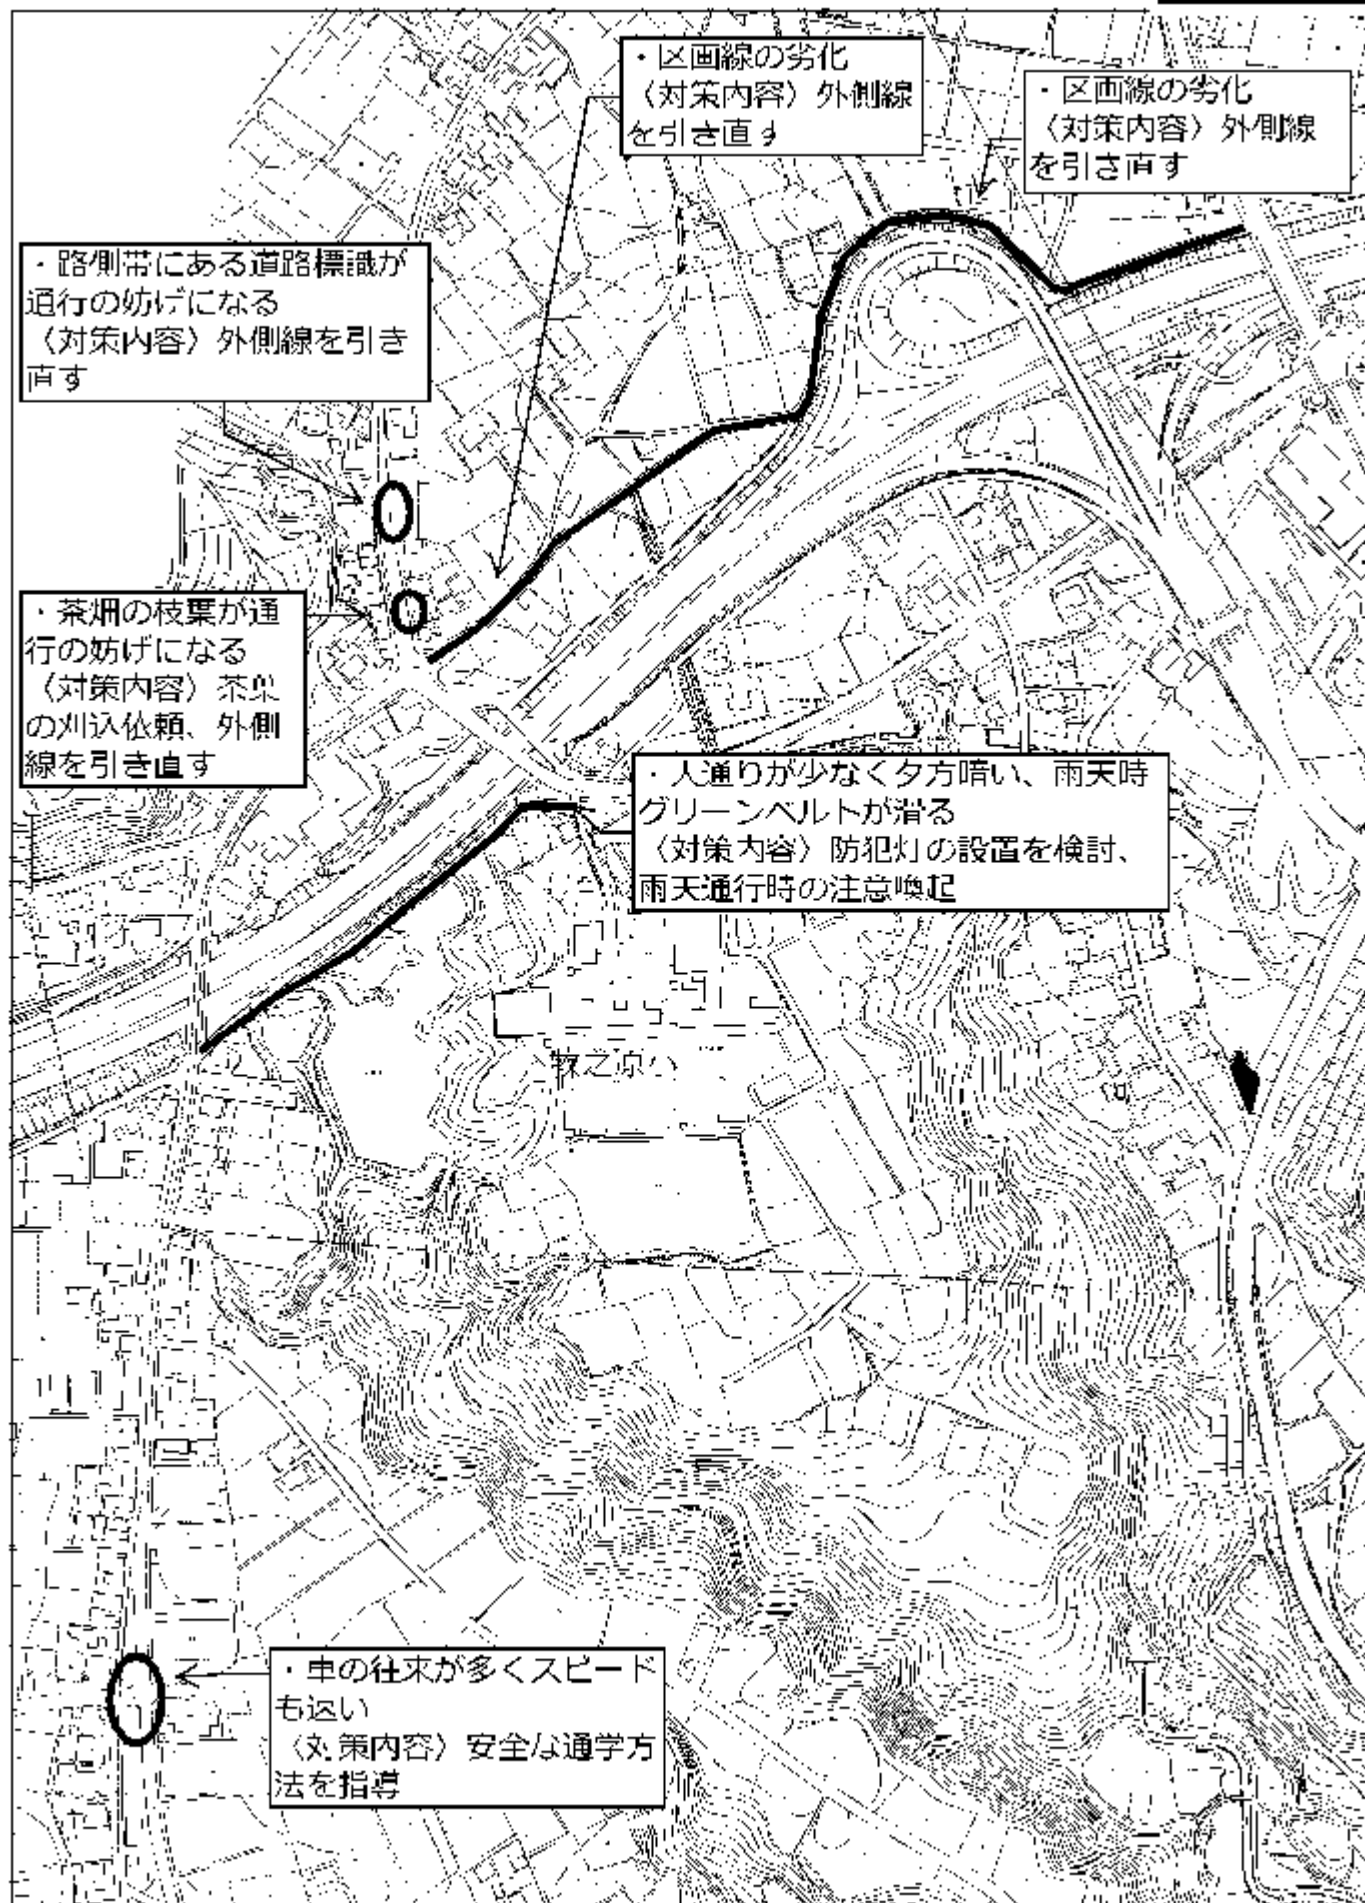 ・区画線の劣化
（対策内容）外側線
を引き直す
・区画線の劣化
（対策内容）外側線
を引き直す
・路側帯にある道路標識が
通行の妨げになる
（対策内容）外側線を引き
直す
・茶畑の枝葉が通
行の妨げになる
（対策内容）茶葉
の刈込依頼、外側
線を引き直す
・人通りが少なく夕方暗い、雨天時
グリーンベルトが滑る
（対策内容）防犯灯の設置を検討、
雨天通行時の注意喚起
牧之原小
・車の往来が多くスピード
も速い
（対策内容）安全な通学方
法を指導